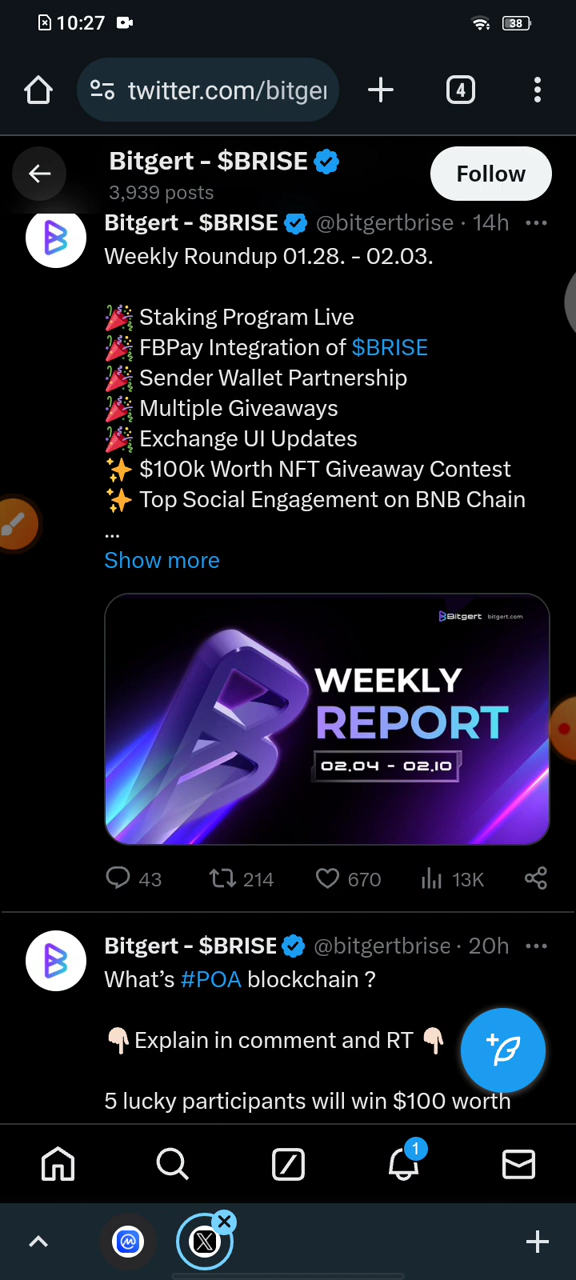 10:27
38
twitter.com/bitger
4
Bitgert - $BRISE
3,939 posts
Follow
Bitgert - $BRISE @bitgertbrise · 14h
Weekly Roundup 01.28. - 02.03.
🎉 Staking Program Live
🎉 FBPay Integration of $BRISE
🎉 Sender Wallet Partnership
🎉 Multiple Giveaways
🎉 Exchange UI Updates
✨ $100k Worth NFT Giveaway Contest
✨ Top Social Engagement on BNB Chain
...
Show more
Bitgert bitgert.com
WEEKLY
REPORT
02.04 - 02.10
43 214 670 13K
Bitgert - $BRISE @bitgertbrise · 20h
What's #POA blockchain ?
👇🏻 Explain in comment and RT 👇🏻
5 lucky participants will win $100 worth
1